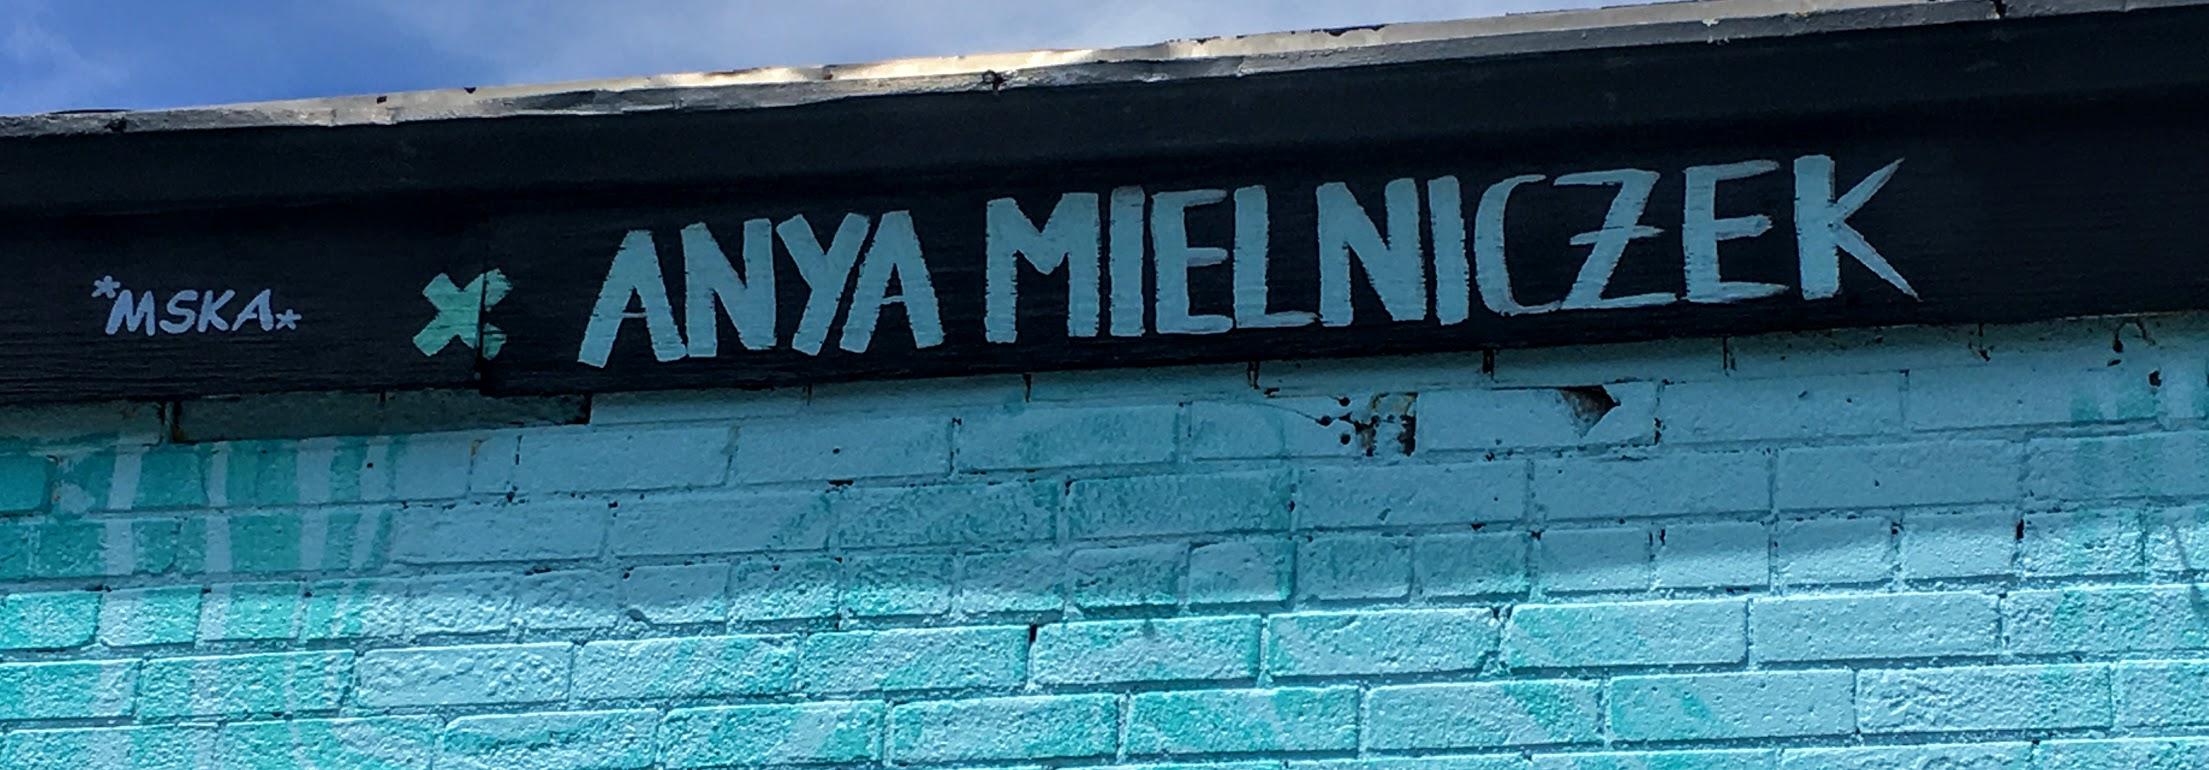 *MSKA* X ANYA MIELNICZEK